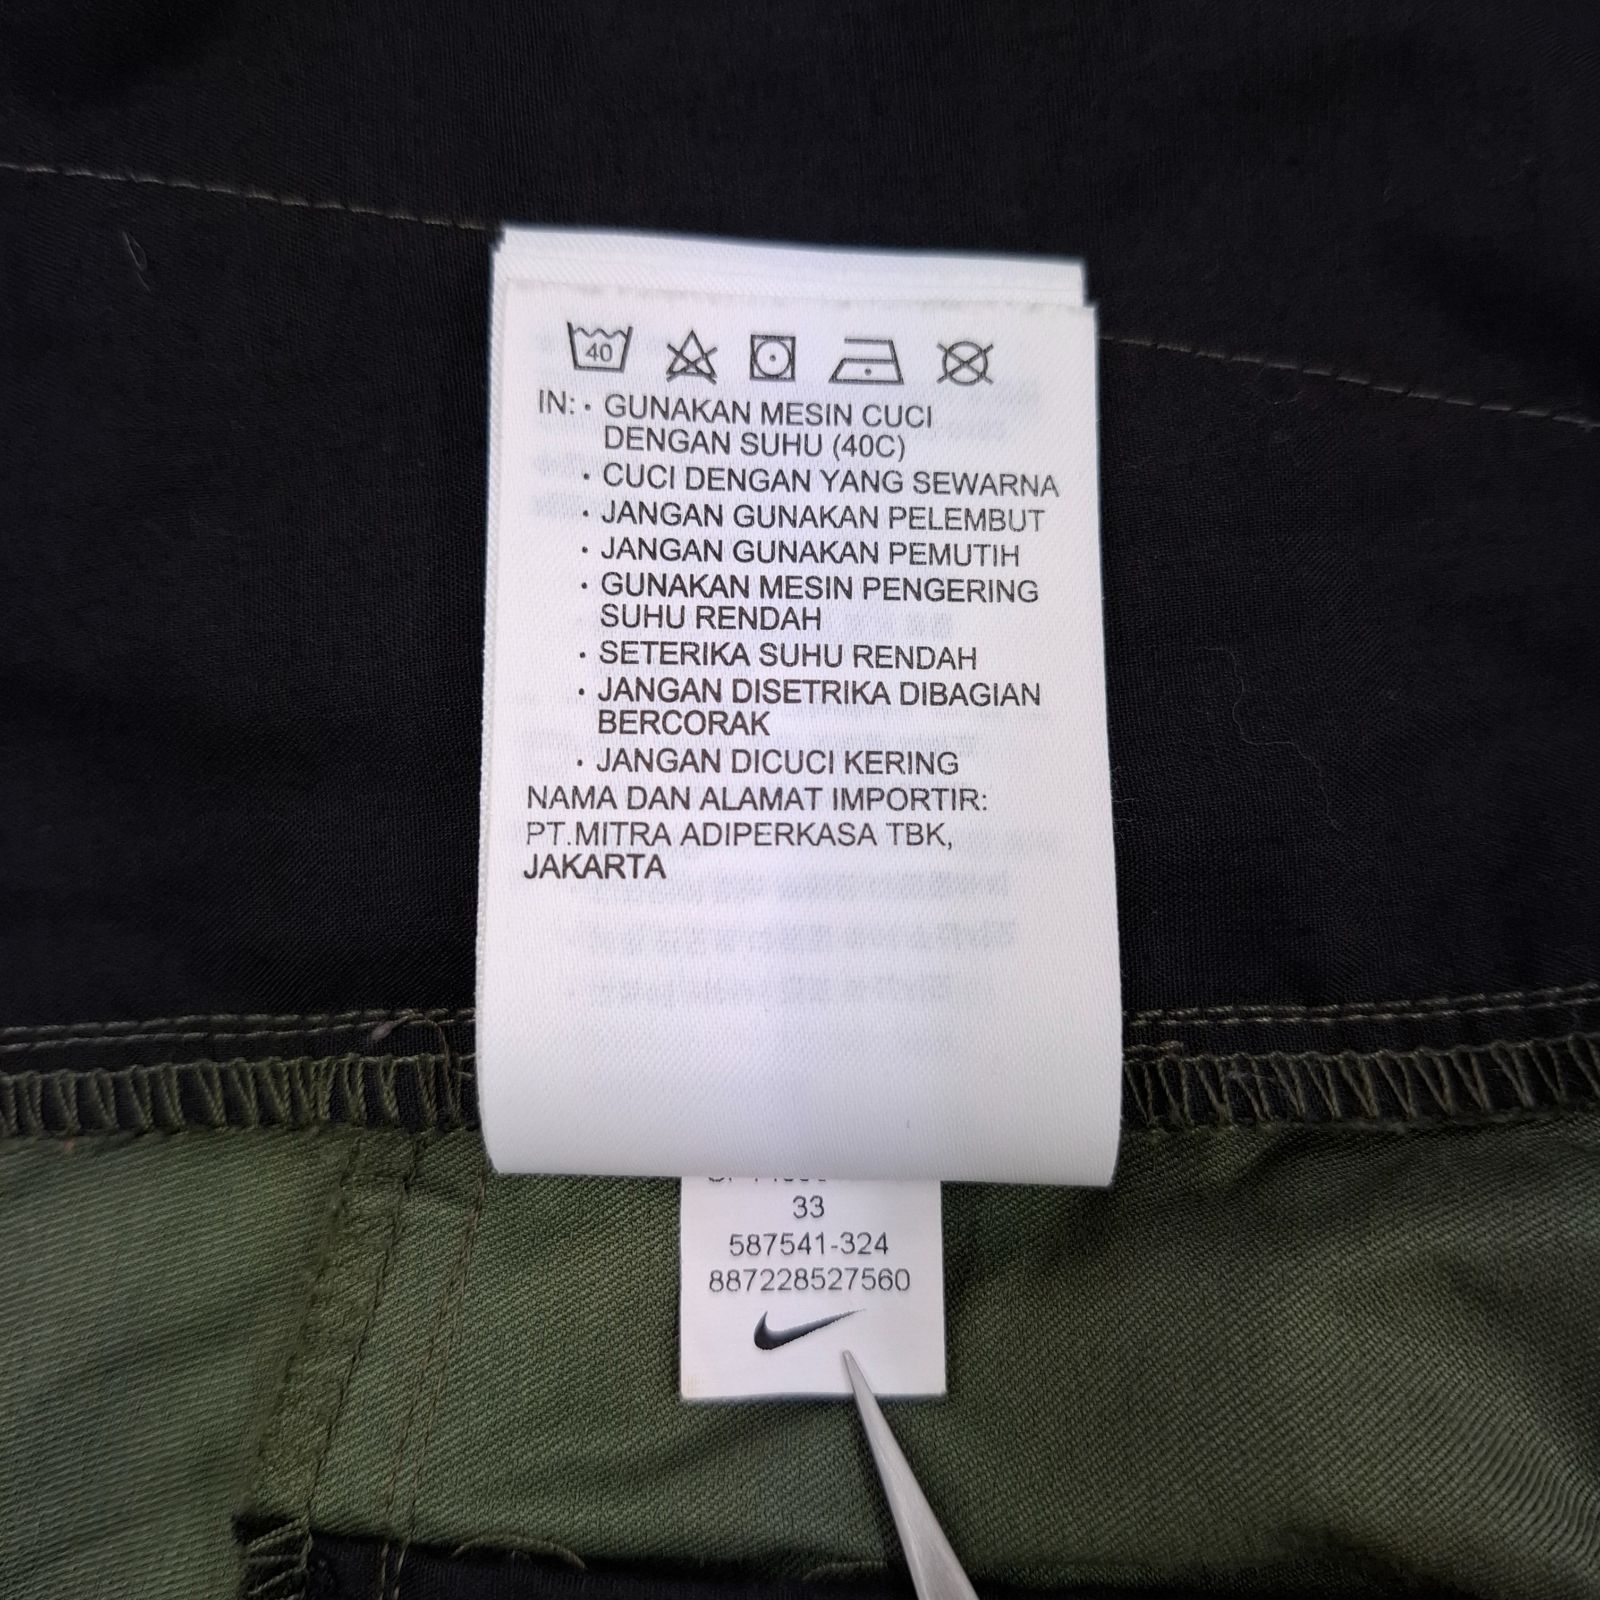 40
IN: · GUNAKAN MESIN CUCI
DENGAN SUHU (40C)
· CUCI DENGAN YANG SEWARNA
· JANGAN GUNAKAN PELEMBUT
· JANGAN GUNAKAN PEMUTIH
· GUNAKAN MESIN PENGERING
SUHU RENDAH
· SETERIKA SUHU RENDAH
· JANGAN DISETRIKA DIBAGIAN
BERCORAK
· JANGAN DICUCI KERING
NAMA DAN ALAMAT IMPORTIR:
PT.MITRA ADIPERKASA TBK,
JAKARTA
33
587541-324
887228527560